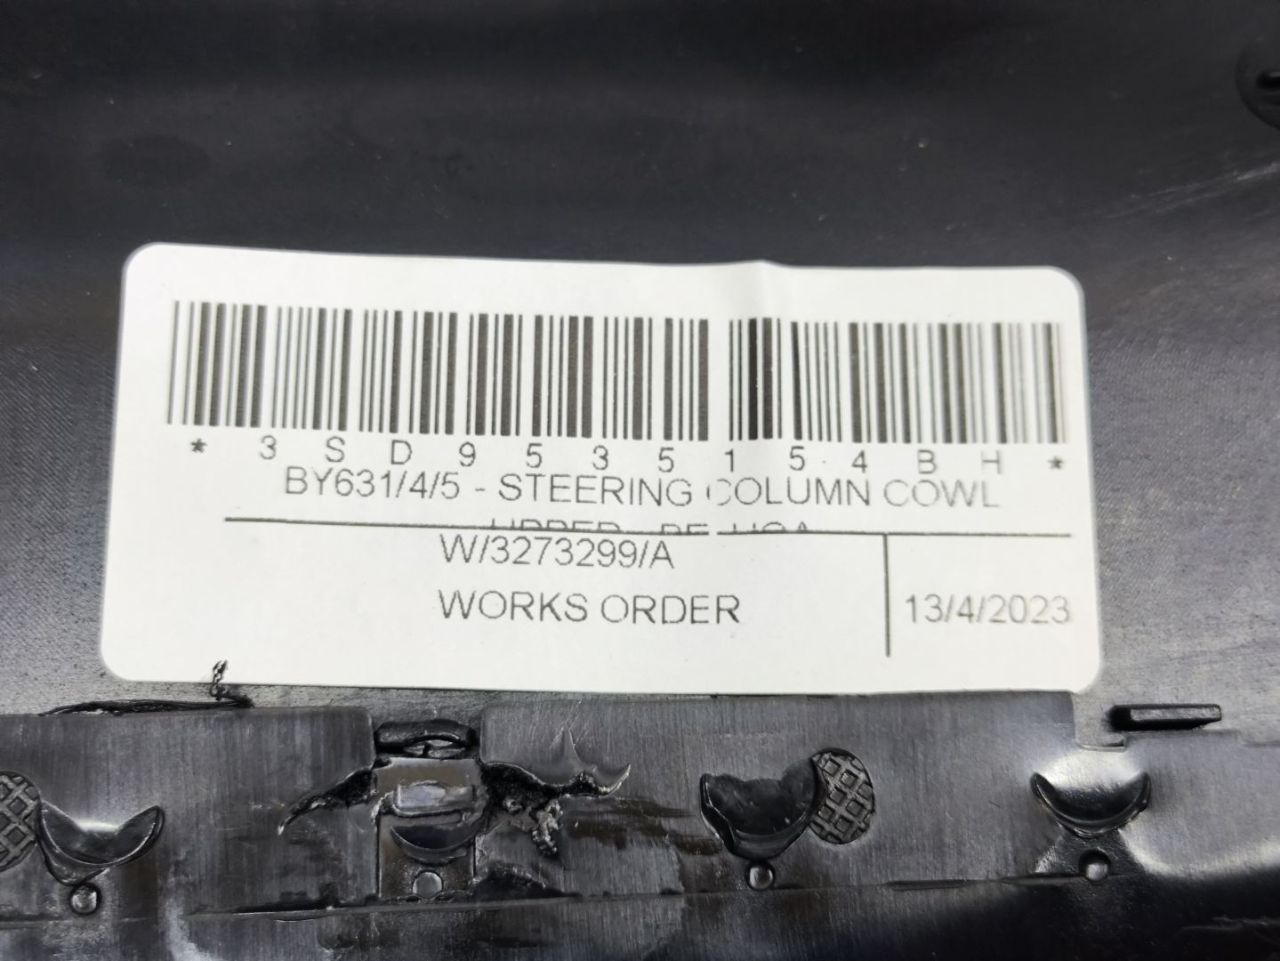 * 3 S D 9 5 3 5 1 5 4 B H *
BY631/4/5 - STEERING COLUMN COWL
UPPER
W/3273299/A
WORKS ORDER
13/4/2023